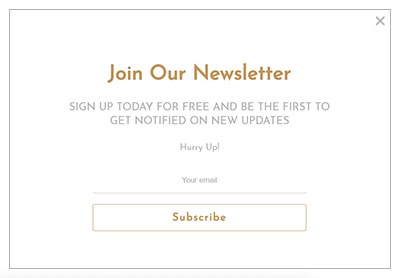 Join Our Newsletter
SIGN UP TODAY FOR FREE AND BE THE FIRST TO
GET NOTIFIED ON NEW UPDATES
Hurry Up!
Your email
Subscribe